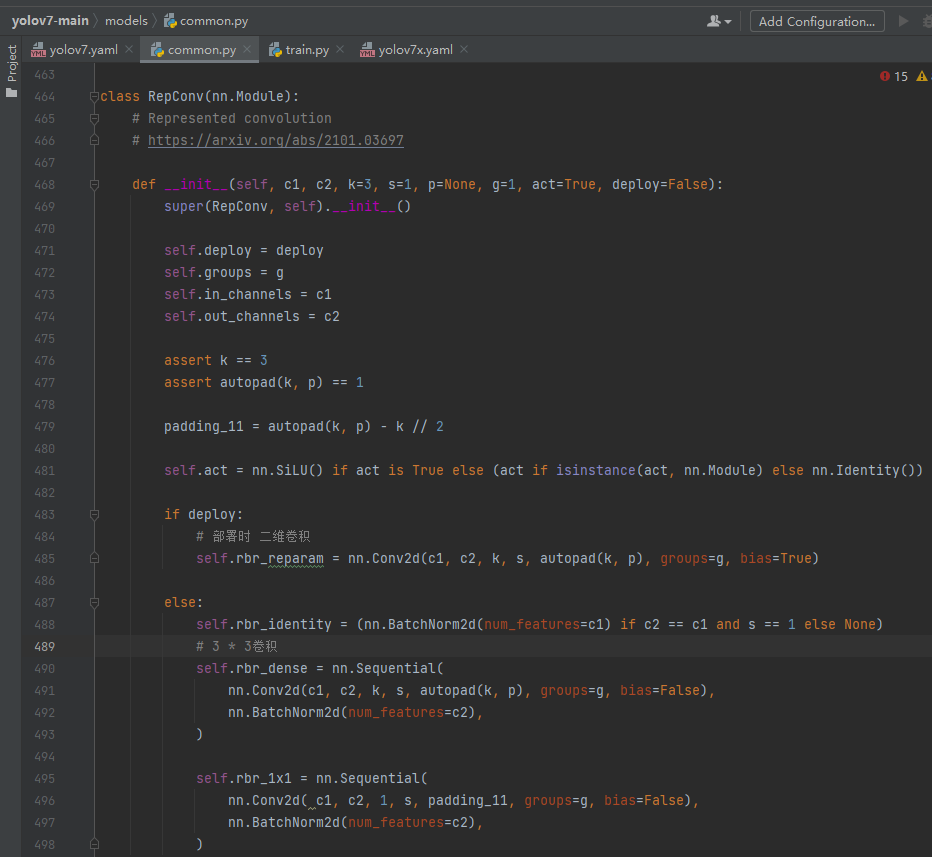 yolov7-main models common.py Add Configuration...
yolov7.yaml common.py train.py yolov7x.yaml
Project
15
463
464 class RepConv(nn.Module):
465 # Represented convolution
466 # https://arxiv.org/abs/2101.03697
467
468 def __init__(self, c1, c2, k=3, s=1, p=None, g=1, act=True, deploy=False):
469 super(RepConv, self).__init__()
470
471 self.deploy = deploy
472 self.groups = g
473 self.in_channels = c1
474 self.out_channels = c2
475
476 assert k == 3
477 assert autopad(k, p) == 1
478
479 padding_11 = autopad(k, p) - k // 2
480
481 self.act = nn.SiLU() if act is True else (act if isinstance(act, nn.Module) else nn.Identity())
482
483 if deploy:
484 # 部署时 二维卷积
485 self.rbr_reparam = nn.Conv2d(c1, c2, k, s, autopad(k, p), groups=g, bias=True)
486
487 else:
488 self.rbr_identity = (nn.BatchNorm2d(num_features=c1) if c2 == c1 and s == 1 else None)
489 # 3 * 3卷积
490 self.rbr_dense = nn.Sequential(
491 nn.Conv2d(c1, c2, k, s, autopad(k, p), groups=g, bias=False),
492 nn.BatchNorm2d(num_features=c2),
493 )
494
495 self.rbr_1x1 = nn.Sequential(
496 nn.Conv2d( c1, c2, 1, s, padding_11, groups=g, bias=False),
497 nn.BatchNorm2d(num_features=c2),
498 )